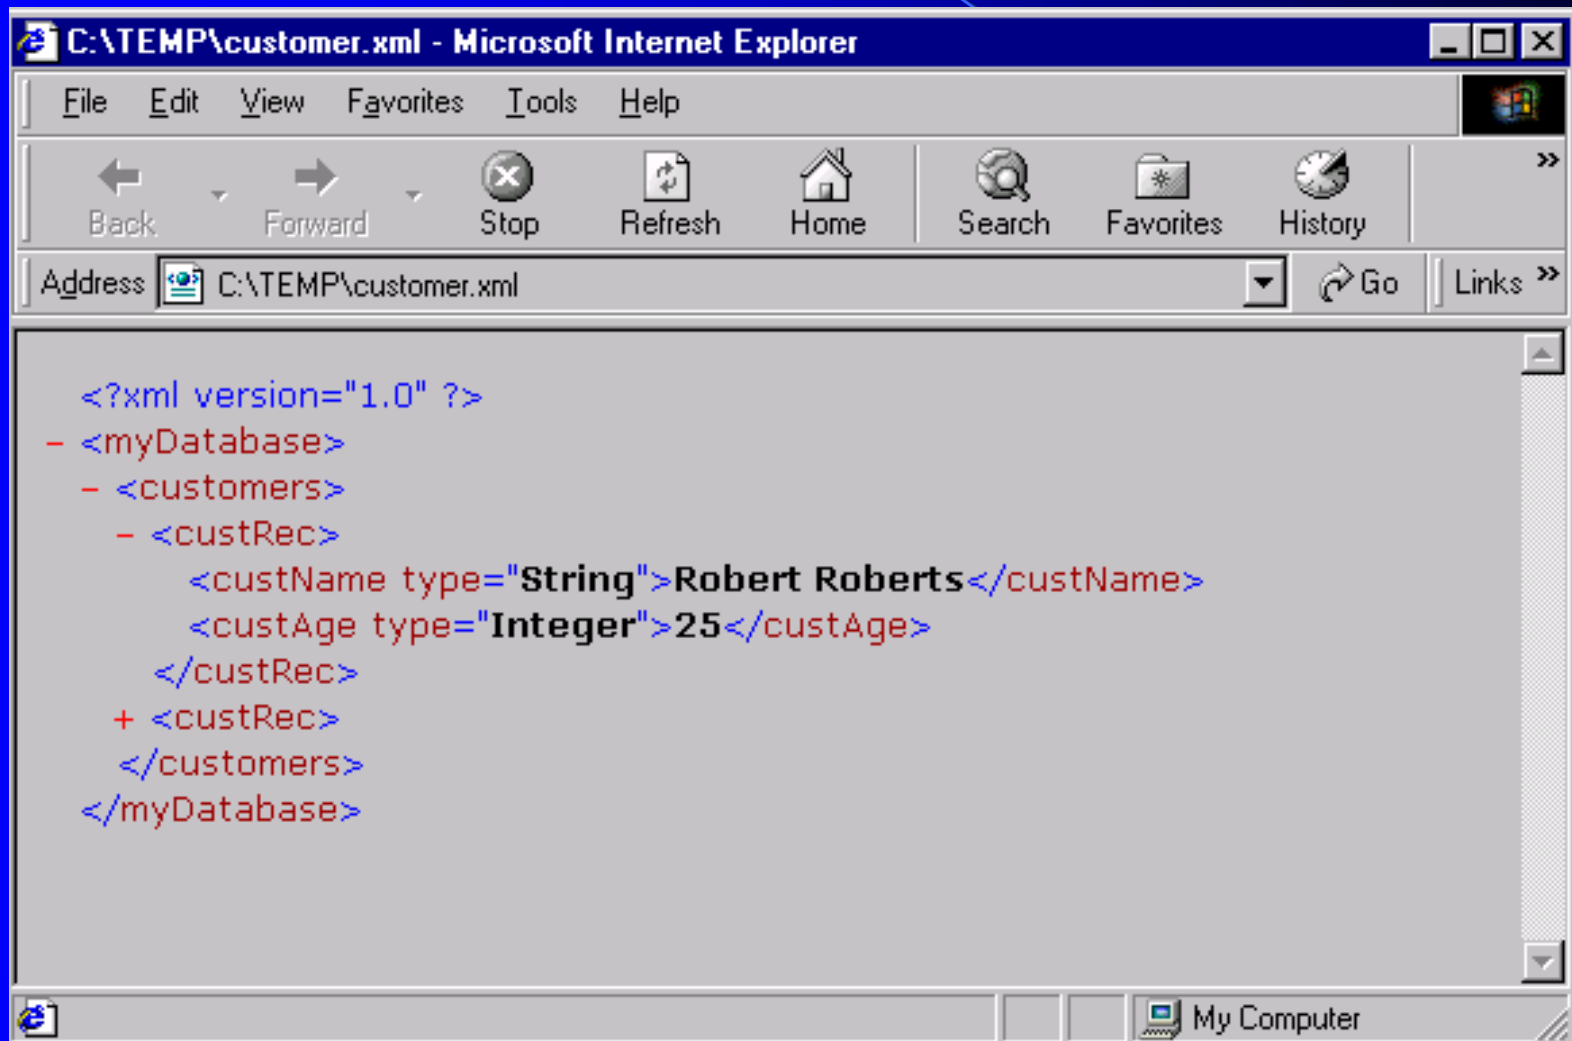 C:\TEMP\customer.xml - Microsoft Internet Explorer
File Edit View Favorites Tools Help
Back Forward Stop Refresh Home Search Favorites History »
Address C:\TEMP\customer.xml Go Links »
<?xml version="1.0" ?>
- <myDatabase>
- <customers>
- <custRec>
<custName type="String">Robert Roberts</custName>
<custAge type="Integer">25</custAge>
</custRec>
+ <custRec>
</customers>
</myDatabase>
My Computer